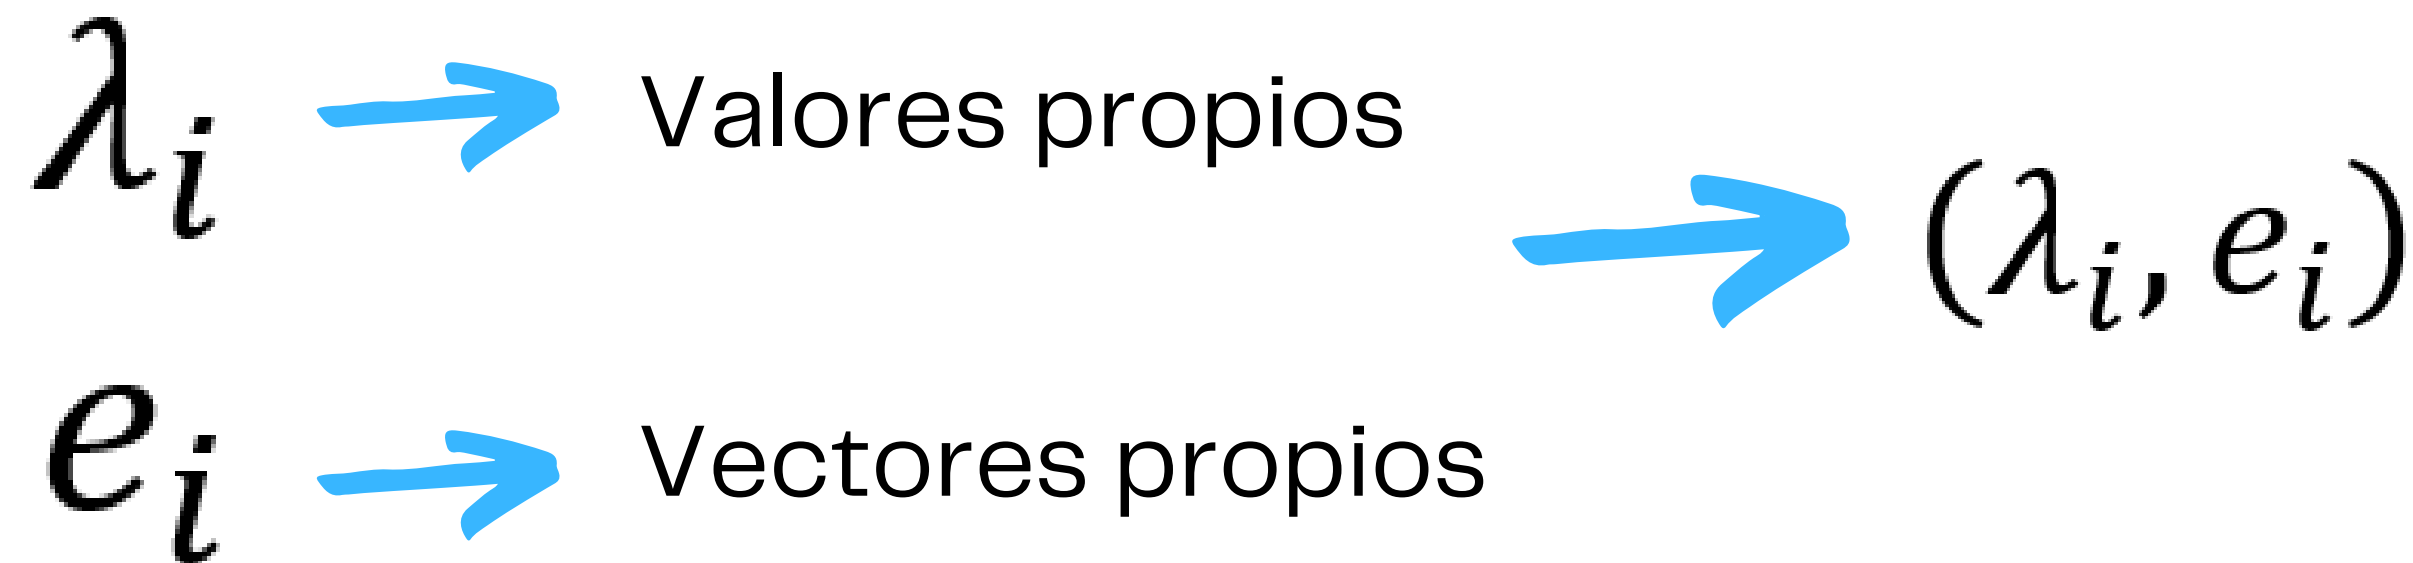 λᵢ Valores propios
(λᵢ, eᵢ)
eᵢ Vectores propios